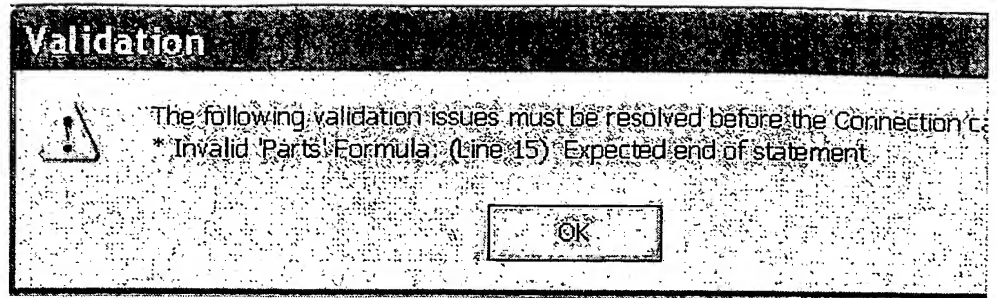 Validation
The following validation issues must be resolved before the Connection
* Invalid 'Parts' Formula: (Line 15) Expected end of statement
OK